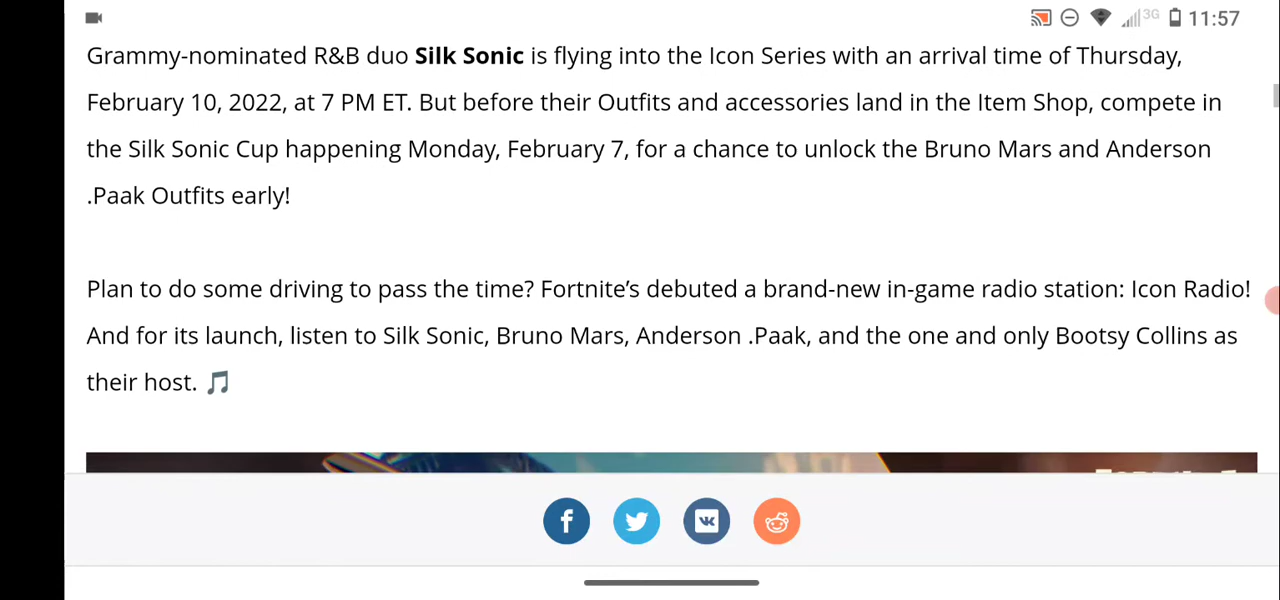 3G 11:57
Grammy-nominated R&B duo Silk Sonic is flying into the Icon Series with an arrival time of Thursday,
February 10, 2022, at 7 PM ET. But before their Outfits and accessories land in the Item Shop, compete in
the Silk Sonic Cup happening Monday, February 7, for a chance to unlock the Bruno Mars and Anderson
.Paak Outfits early!
Plan to do some driving to pass the time? Fortnite’s debuted a brand-new in-game radio station: Icon Radio!
And for its launch, listen to Silk Sonic, Bruno Mars, Anderson .Paak, and the one and only Bootsy Collins as
their host. 🎵